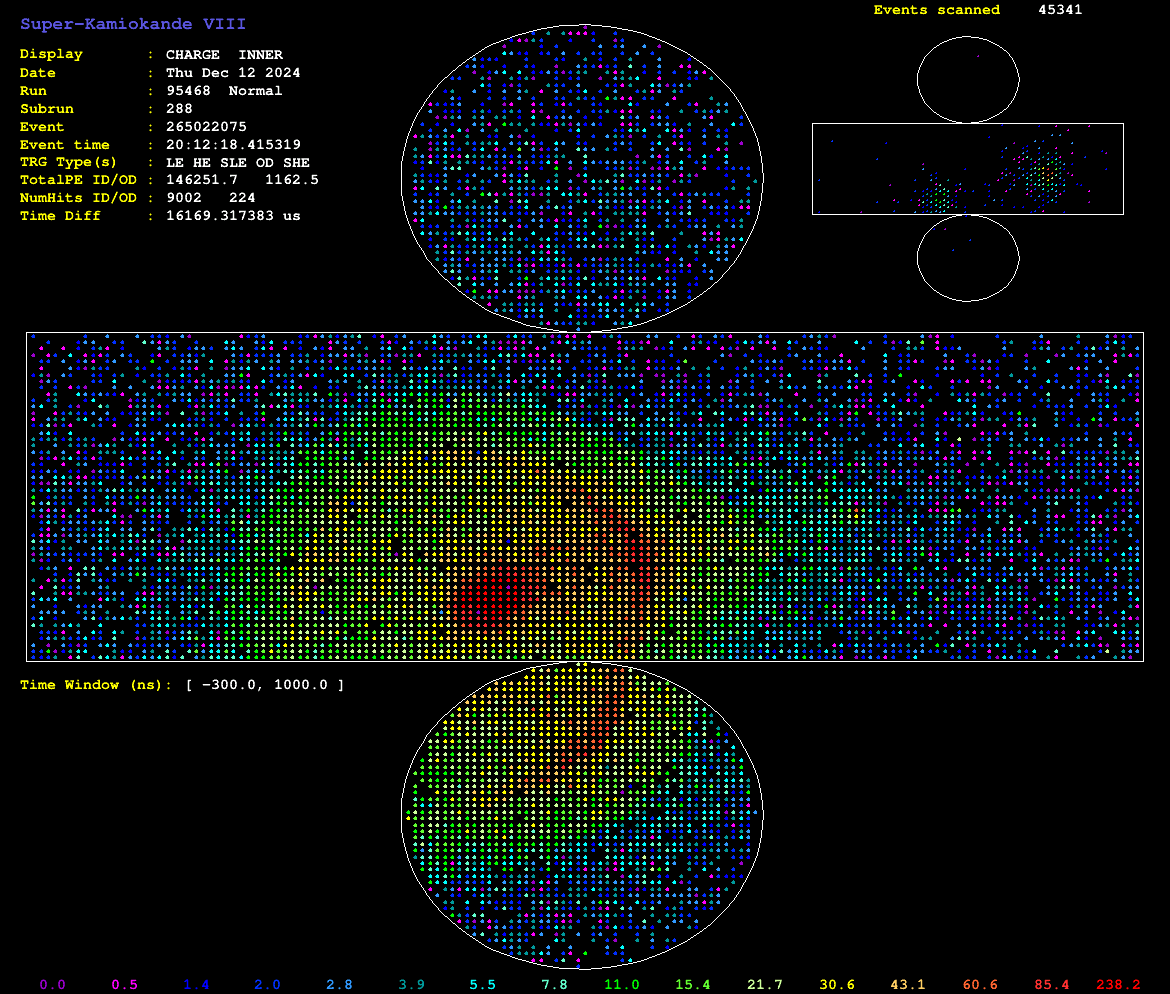 Super-Kamiokande VIII
Events scanned 45341
Display : CHARGE INNER
Date : Thu Dec 12 2024
Run : 95468 Normal
Subrun : 288
Event : 265022075
Event time : 20:12:18.415319
TRG Type(s) : LE HE SLE OD SHE
TotalPE ID/OD : 146251.7 1162.5
NumHits ID/OD : 9002 224
Time Diff : 16169.317383 us
Time Window (ns): [ −300.0, 1000.0 ]
0.0 0.5 1.4 2.0 2.8 3.9 5.5 7.8 11.0 15.4 21.7 30.6 43.1 60.6 85.4 238.2